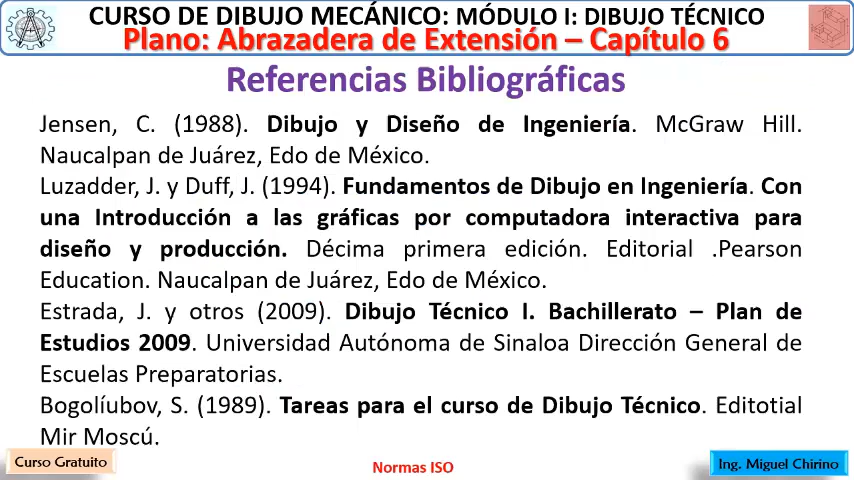 CURSO DE DIBUJO MECÁNICO: MÓDULO I: DIBUJO TÉCNICO
Plano: Abrazadera de Extensión – Capítulo 6
Referencias Bibliográficas
Jensen, C. (1988). Dibujo y Diseño de Ingeniería. McGraw Hill.
Naucalpan de Juárez, Edo de México.
Luzadder, J. y Duff, J. (1994). Fundamentos de Dibujo en Ingeniería. Con
una Introducción a las gráficas por computadora interactiva para
diseño y producción. Décima primera edición. Editorial .Pearson
Education. Naucalpan de Juárez, Edo de México.
Estrada, J. y otros (2009). Dibujo Técnico I. Bachillerato – Plan de
Estudios 2009. Universidad Autónoma de Sinaloa Dirección General de
Escuelas Preparatorias.
Bogolíubov, S. (1989). Tareas para el curso de Dibujo Técnico. Editotial
Mir Moscú.
Curso Gratuito
Normas ISO
Ing. Miguel Chirino